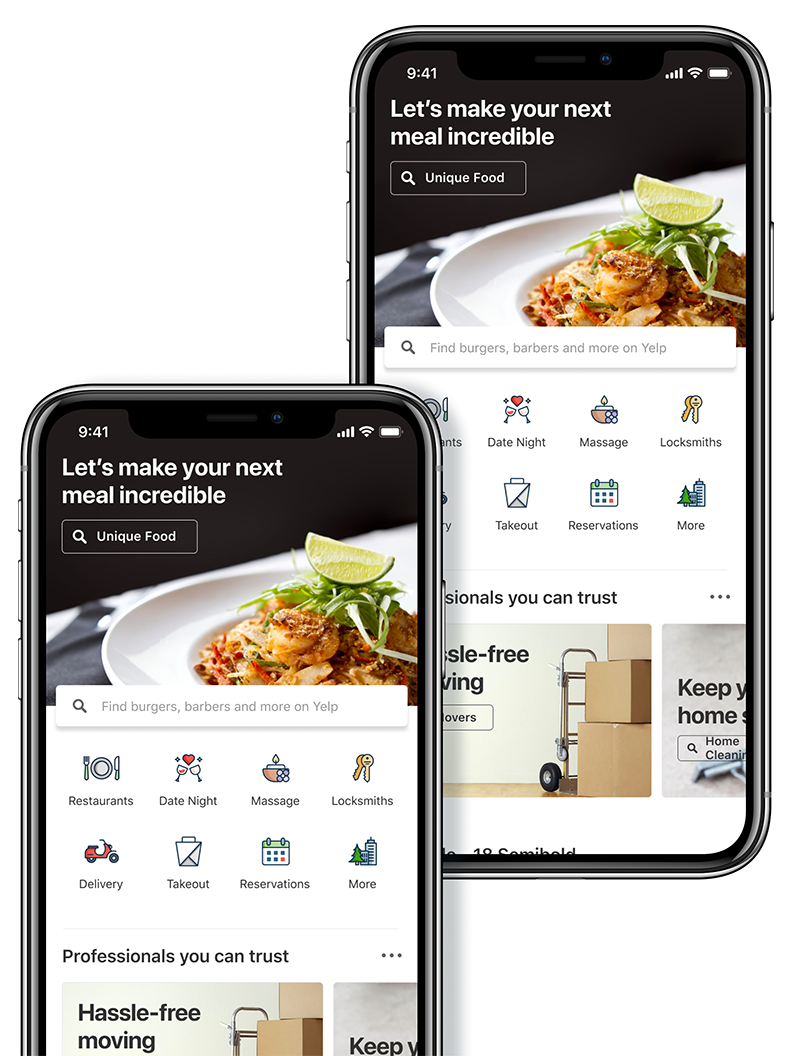 9:41
Let's make your next
meal incredible
Unique Food
Find burgers, barbers and more on Yelp
ants Date Night Massage Locksmiths
ry Takeout Reservations More
sionals you can trust
ssle-free
ving
overs
Keep y
home s
Home
Cleanin
18 Semibold
9:41
Let's make your next
meal incredible
Unique Food
Find burgers, barbers and more on Yelp
Restaurants Date Night Massage Locksmiths
Delivery Takeout Reservations More
Professionals you can trust
Hassle-free
moving
Keep y